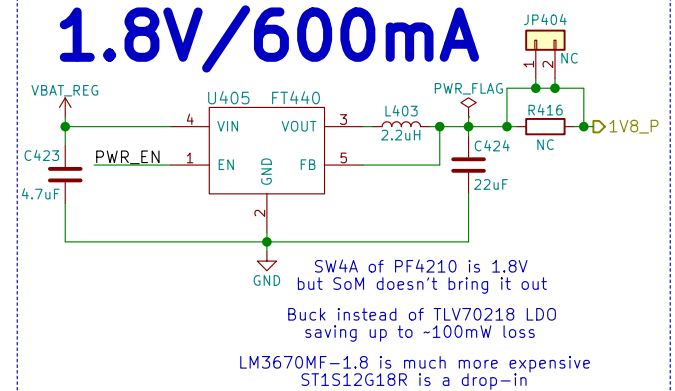 1.8V/600mA
JP404
1 2 NC
VBAT_REG
U405 FT440
PWR_FLAG
L403
2.2uH
R416
NC
1V8_P
4 VIN VOUT 3
C423
4.7uF
PWR_EN
1 EN FB 5
GND
2
C424
22uF
GND
SW4A of PF4210 is 1.8V
but SoM doesn't bring it out
Buck instead of TLV70218 LDO
saving up to ~100mW loss
LM3670MF-1.8 is much more expensive
ST1S12G18R is a drop-in